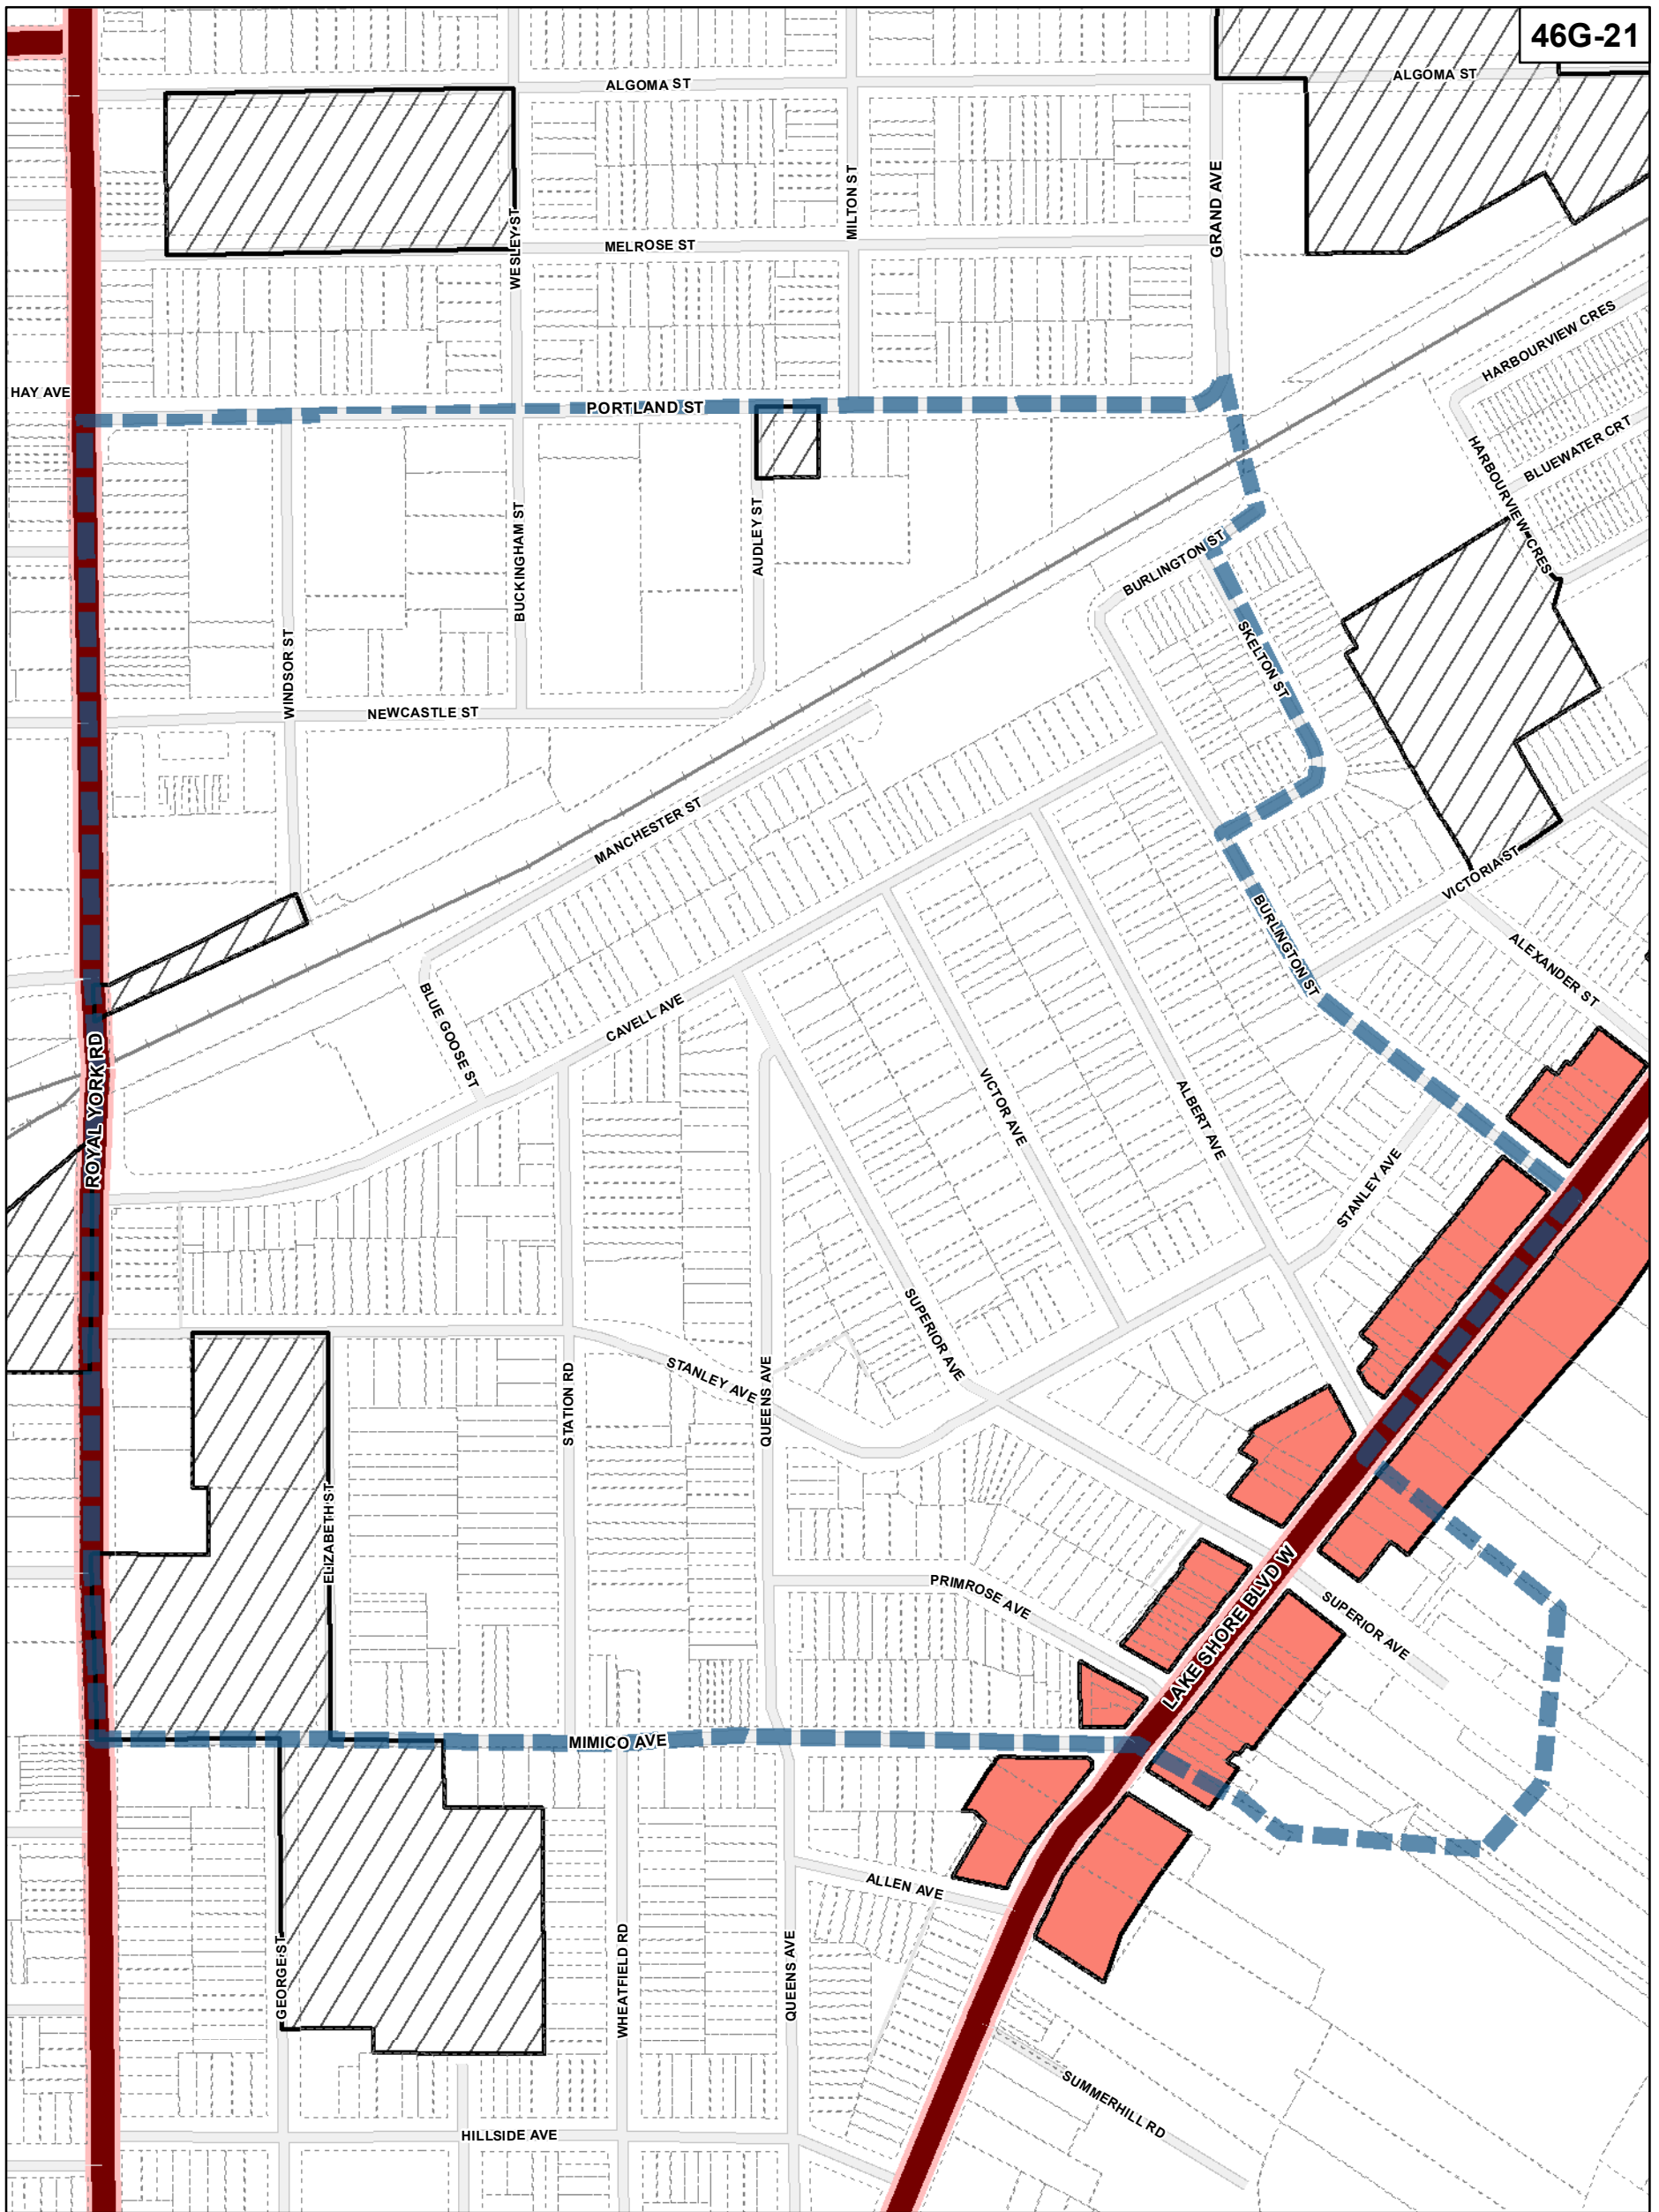 46G-21
ALGOMA ST
ALGOMA ST
WESLEY ST
MILTON ST
GRAND AVE
MELROSE ST
HARBOURVIEW CRES
HAY AVE
PORTLAND ST
BLUEWATER CRT
HARBOURVIEW CRES
BUCKINGHAM ST
AUDLEY ST
BURLINGTON ST
SKELTON ST
WINDSOR ST
NEWCASTLE ST
MANCHESTER ST
VICTORIA ST
BURLINGTON ST
ALEXANDER ST
BLUE GOOSE ST
CAVELL AVE
ROYAL YORK RD
VICTOR AVE
ALBERT AVE
STANLEY AVE
SUPERIOR AVE
STANLEY AVE
STATION RD
QUEENS AVE
ELIZABETH ST
PRIMROSE AVE
LAKE SHORE BLVD W
SUPERIOR AVE
MIMICO AVE
ALLEN AVE
GEORGE ST
WHEATFIELD RD
QUEENS AVE
SUMMERHILL RD
HILLSIDE AVE